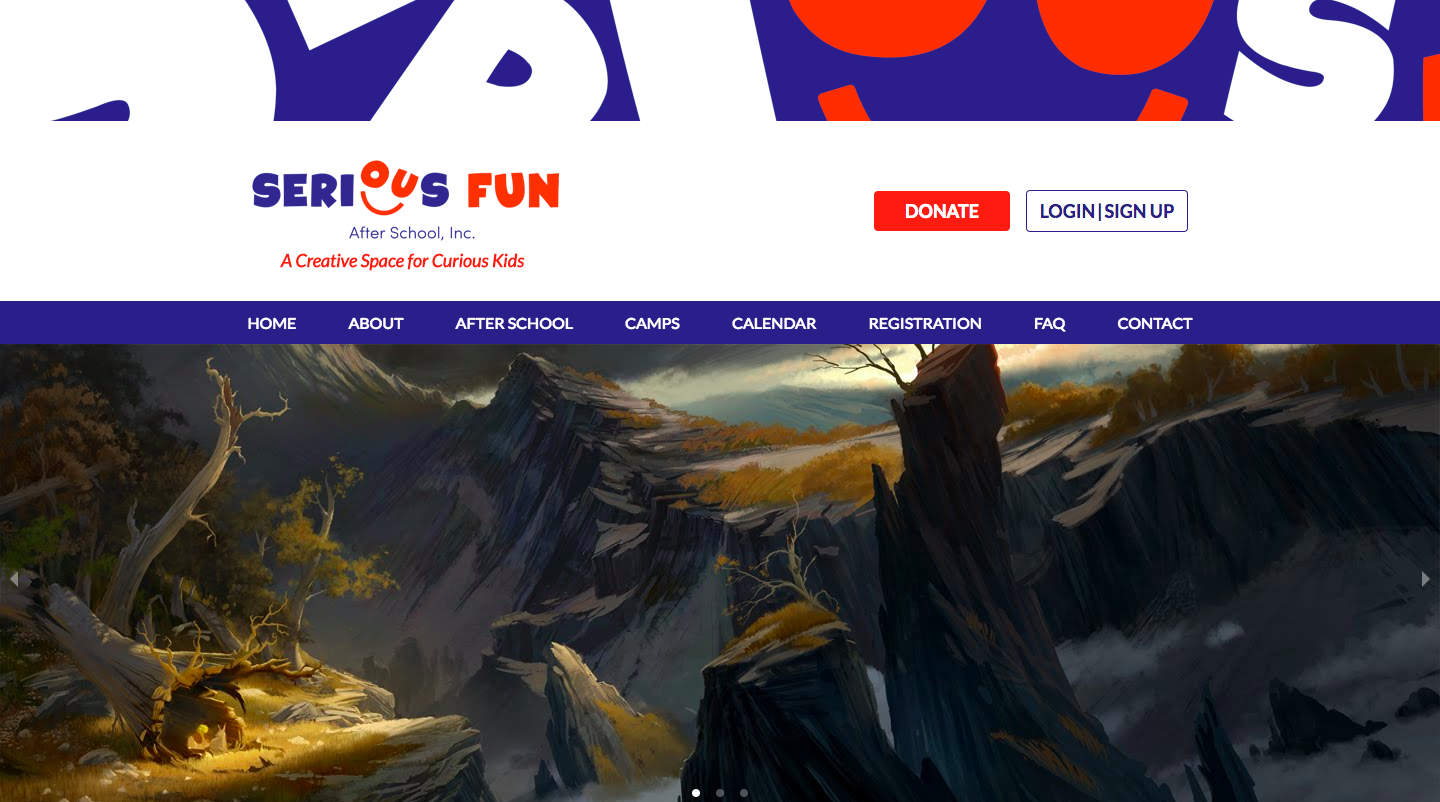 SERIOUS FUN
After School, Inc.
A Creative Space for Curious Kids
DONATE
LOGIN | SIGN UP
HOME ABOUT AFTER SCHOOL CAMPS CALENDAR REGISTRATION FAQ CONTACT